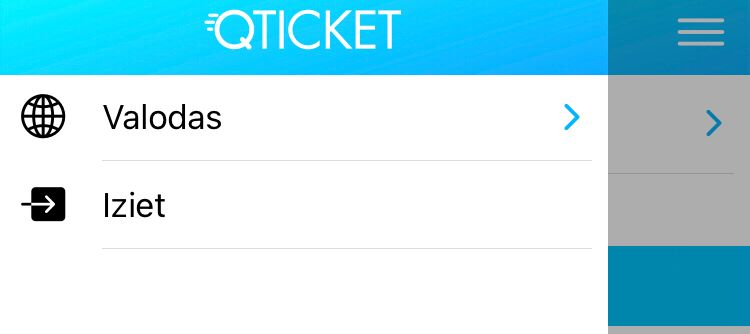 QTICKET
Valodas
Iziet